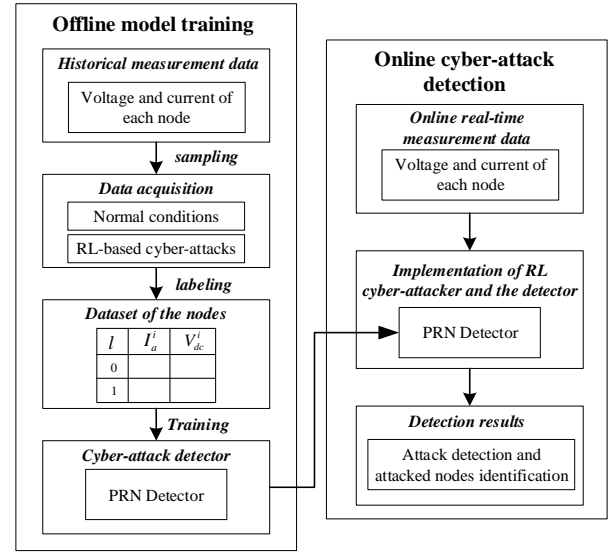 Offline model training
Historical measurement data
Voltage and current of
each node
sampling
Data acquisition
Normal conditions
RL-based cyber-attacks
labeling
Dataset of the nodes
l I_a^i V_dc^i
0
1
Training
Cyber-attack detector
PRN Detector
Online cyber-attack
detection
Online real-time
measurement data
Voltage and current of
each node
Implementation of RL
cyber-attacker and the detector
PRN Detector
Detection results
Attack detection and
attacked nodes identification